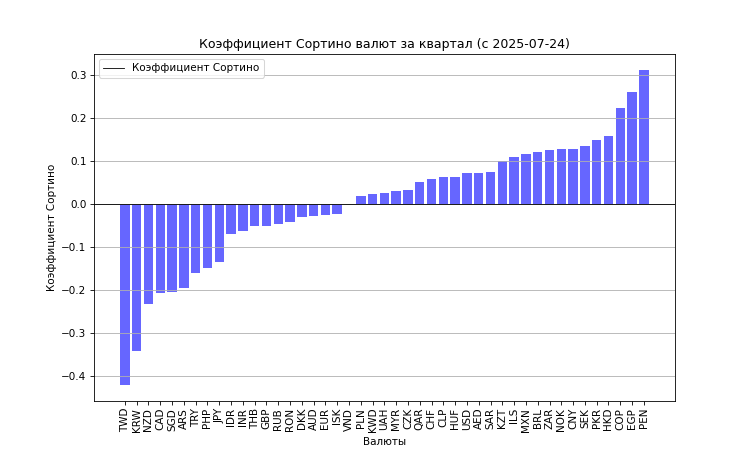 Коэффициент Сортино валют за квартал (с 2025-07-24)
Коэффициент Сортино
Коэффициент Сортино
0.3
0.2
0.1
0.0
−0.1
−0.2
−0.3
−0.4
TWD KRW NZD CAD SGD ARS TRY PHP JPY IDR INR THB GBP RUB RON DKK AUD EUR ISK VND PLN KWD UAH MYR CZK QAR CHF CLP HUF USD AED SAR KZT ILS MXN BRL ZAR NOK CNY SEK PKR HKD COP EGP PEN
Валюты